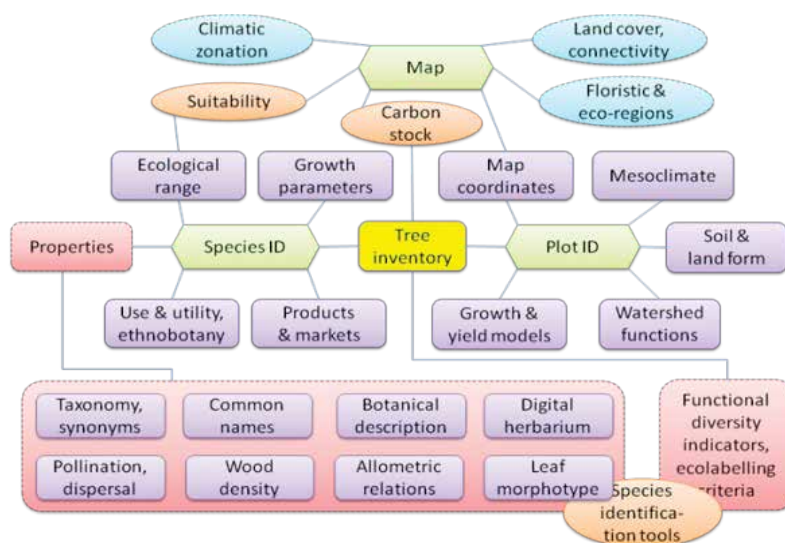 Climatic
zonation
Map
Land cover,
connectivity
Suitability
Carbon
stock
Floristic &
eco-regions
Ecological
range
Growth
parameters
Map
coordinates
Mesoclimate
Properties
Species ID
Tree
inventory
Plot ID
Soil &
land form
Use & utility,
ethnobotany
Products
& markets
Growth &
yield models
Watershed
functions
Taxonomy,
synonyms
Common
names
Botanical
description
Digital
herbarium
Functional
diversity
indicators,
ecolabelling
criteria
Pollination,
dispersal
Wood
density
Allometric
relations
Leaf
morphotype
Species
identifica-
tion tools